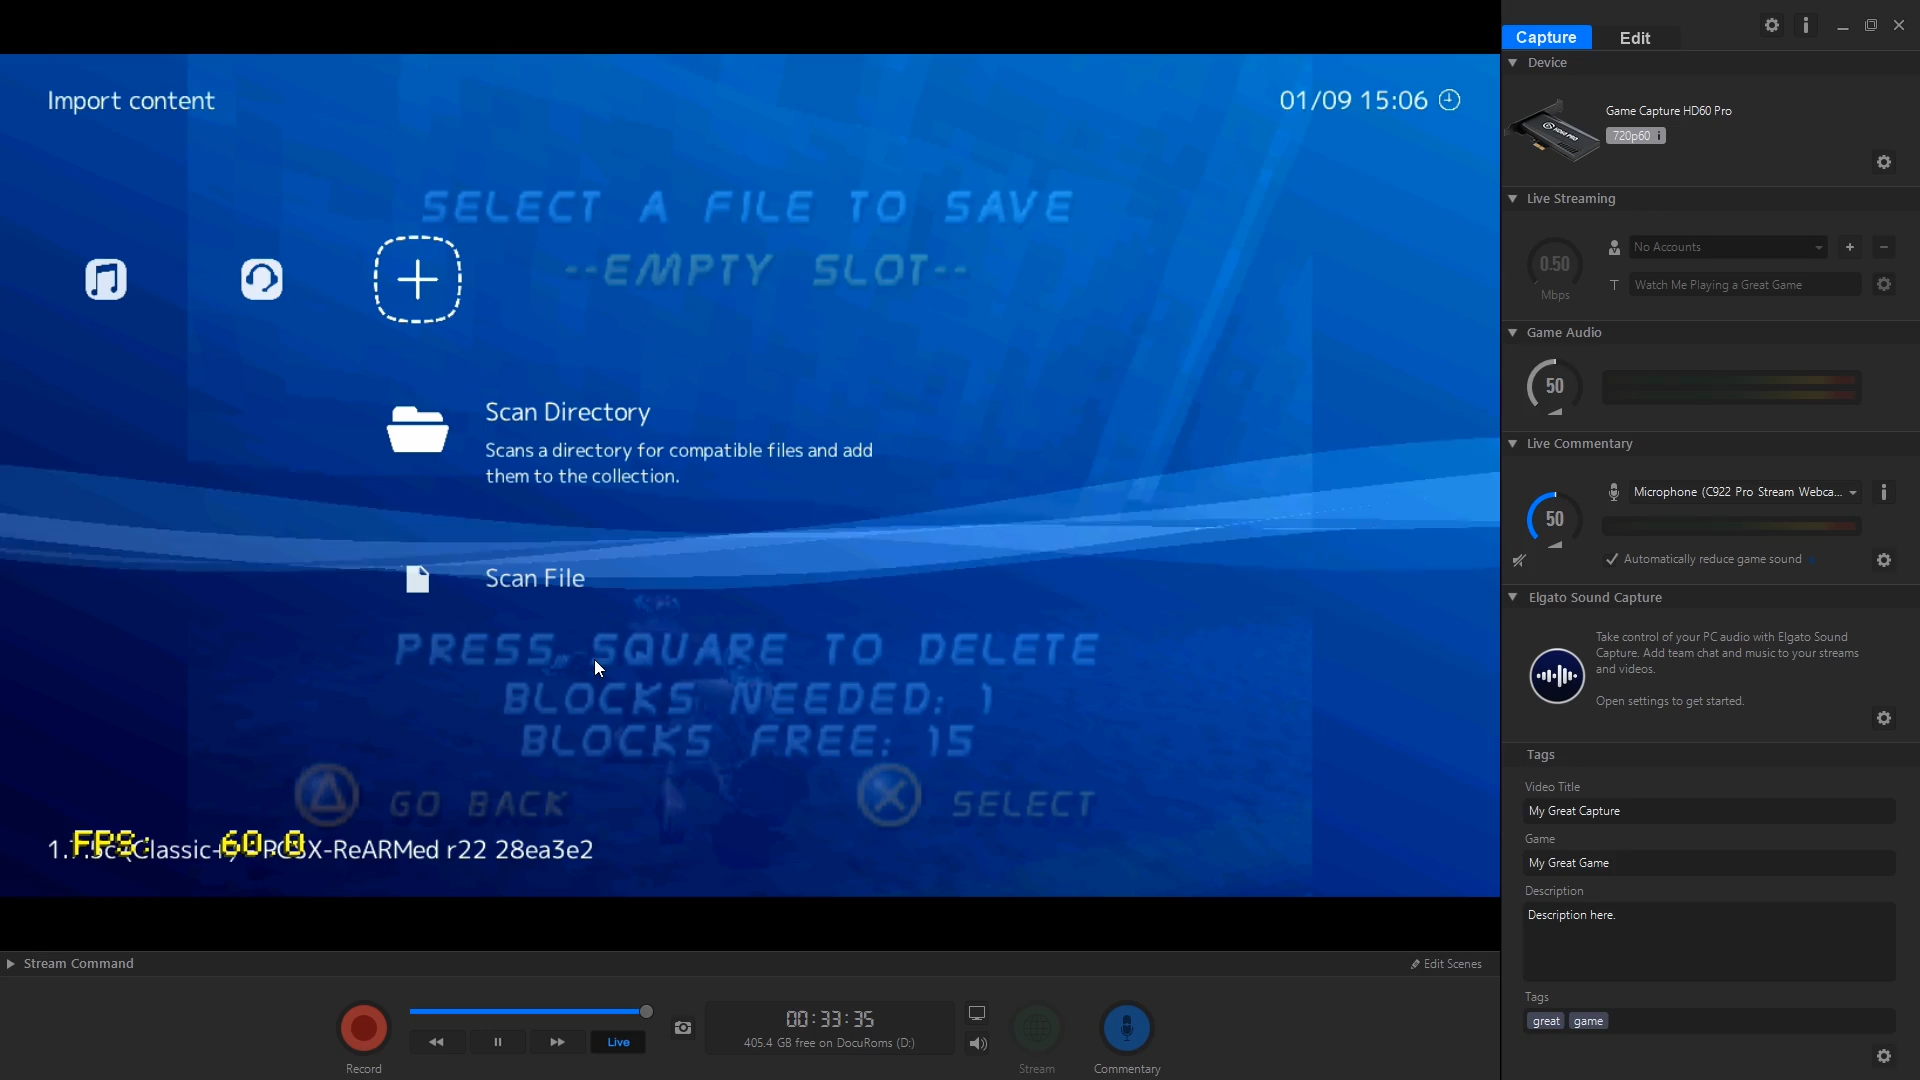 Import content
01/09 15:06
SELECT A FILE TO SAVE
--EMPTY SLOT--
Scan Directory
Scans a directory for compatible files and add
them to the collection.
Scan File
PRESS SQUARE TO DELETE
BLOCKS NEEDED: 1
BLOCKS FREE: 15
GO BACK
SELECT
FPS: 60.0
PCSX-ReARMed r22 28ea3e2
Stream Command
Edit Scenes
00:33:35
405.4 GB free on DocuRoms (D:)
Live
Record
Stream
Commentary
Capture
Edit
Device
Game Capture HD60 Pro
720p60
Live Streaming
0.50
Mbps
No Accounts
T
Watch Me Playing a Great Game
Game Audio
50
Live Commentary
50
Microphone (C922 Pro Stream Webca...
Automatically reduce game sound
Elgato Sound Capture
Take control of your PC audio with Elgato Sound
Capture. Add team chat and music to your streams
and videos.
Open settings to get started.
Tags
Video Title
My Great Capture
Game
My Great Game
Description
Description here.
Tags
great game